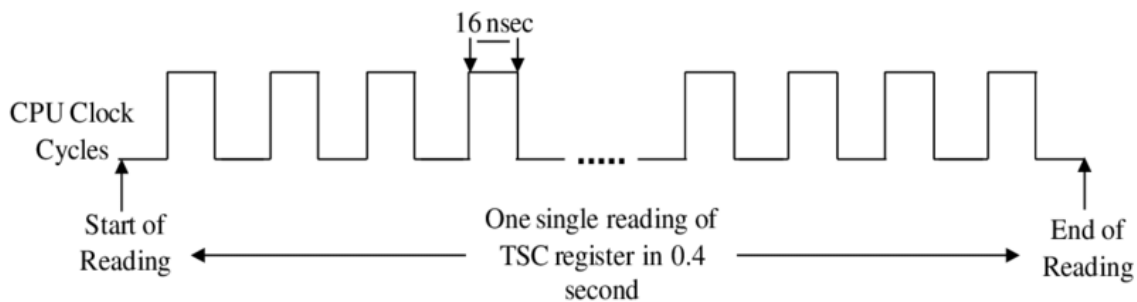 16 nsec
CPU Clock
Cycles
.....
Start of
Reading
One single reading of
TSC register in 0.4
second
End of
Reading